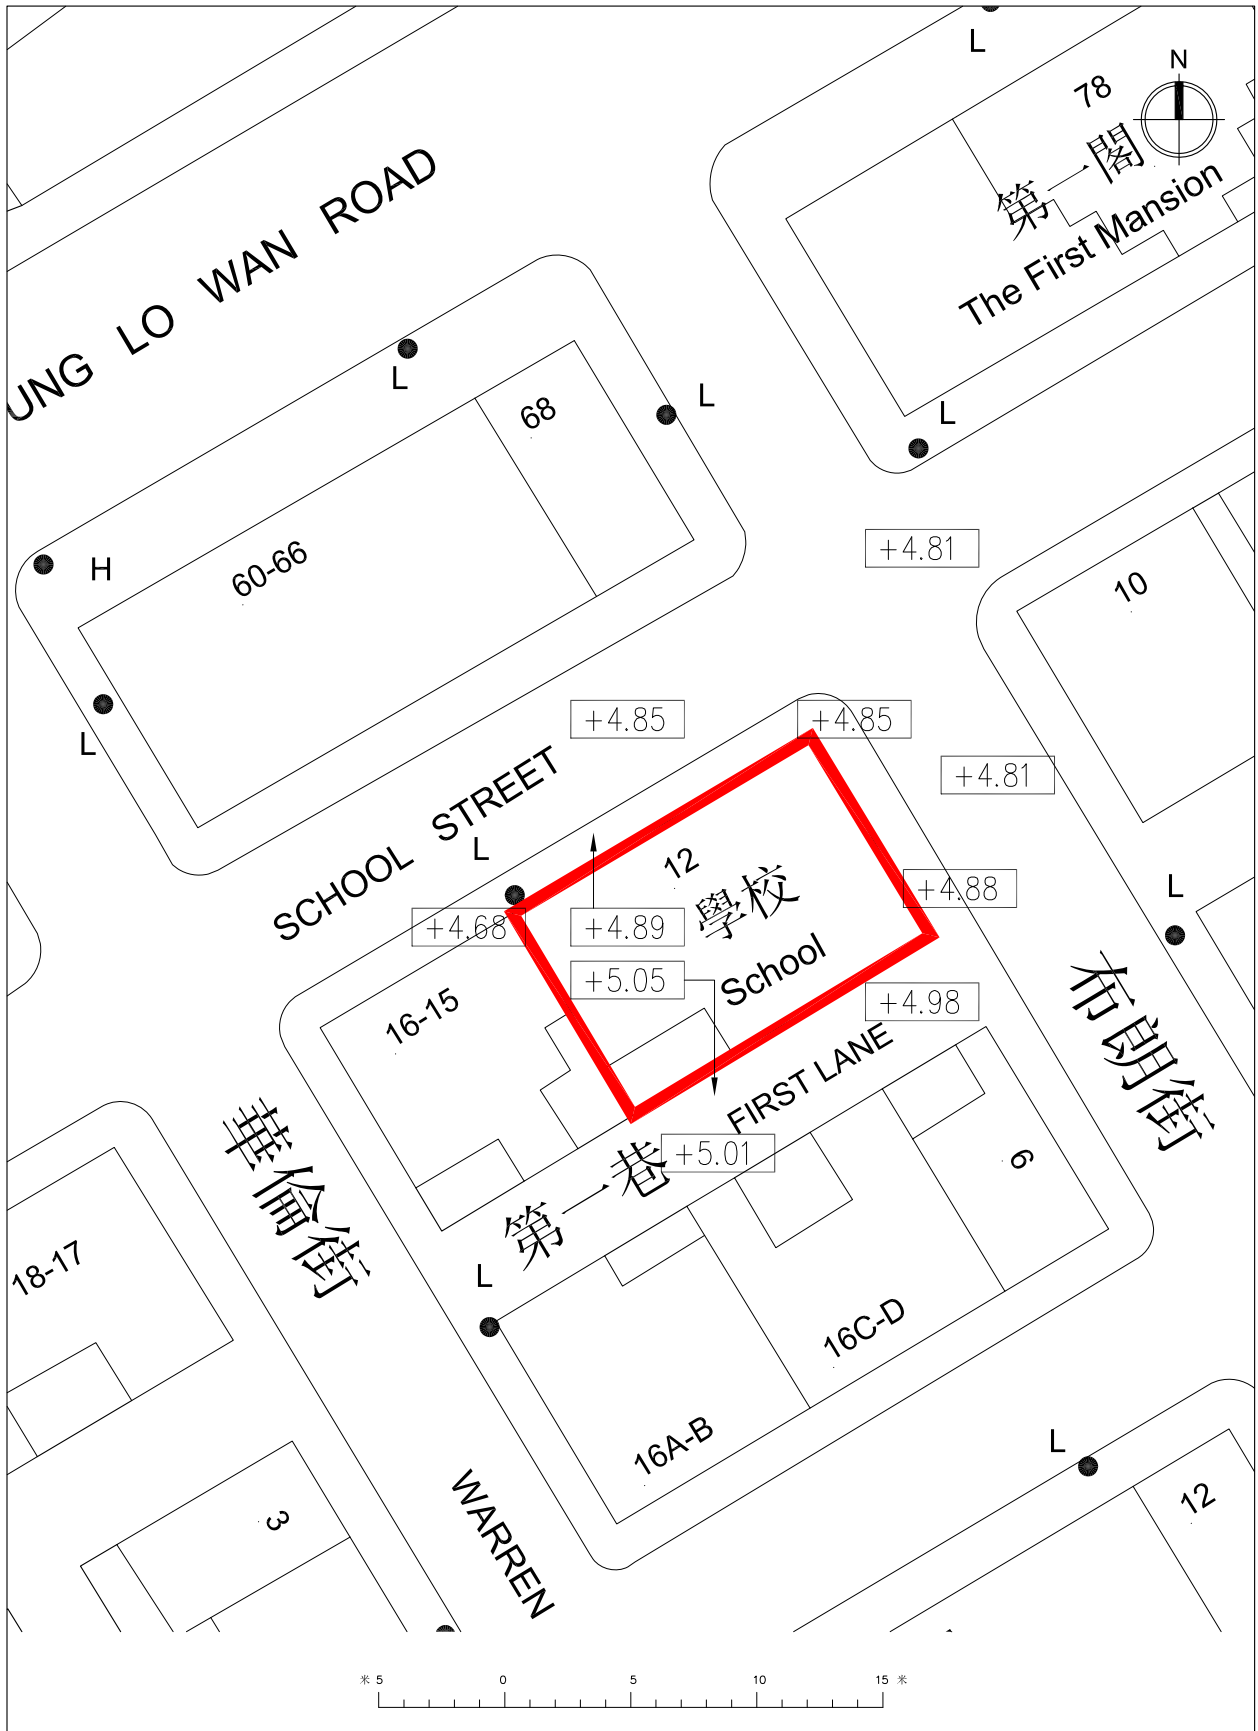 L
N
78
第一閣
The First Mansion
UNG LO WAN ROAD
L
L
68
L
60-66
H
+4.81
10
L
+4.85
+4.85
+4.81
SCHOOL STREET
L
12
學校
School
+4.88
L
+4.68
+4.89
+5.05
+4.98
16-15
布朗街
FIRST LANE
第一巷
+5.01
6
華倫街
18-17
L
16C-D
16A-B
L
12
3
WARREN
米 5 0 5 10 15 米